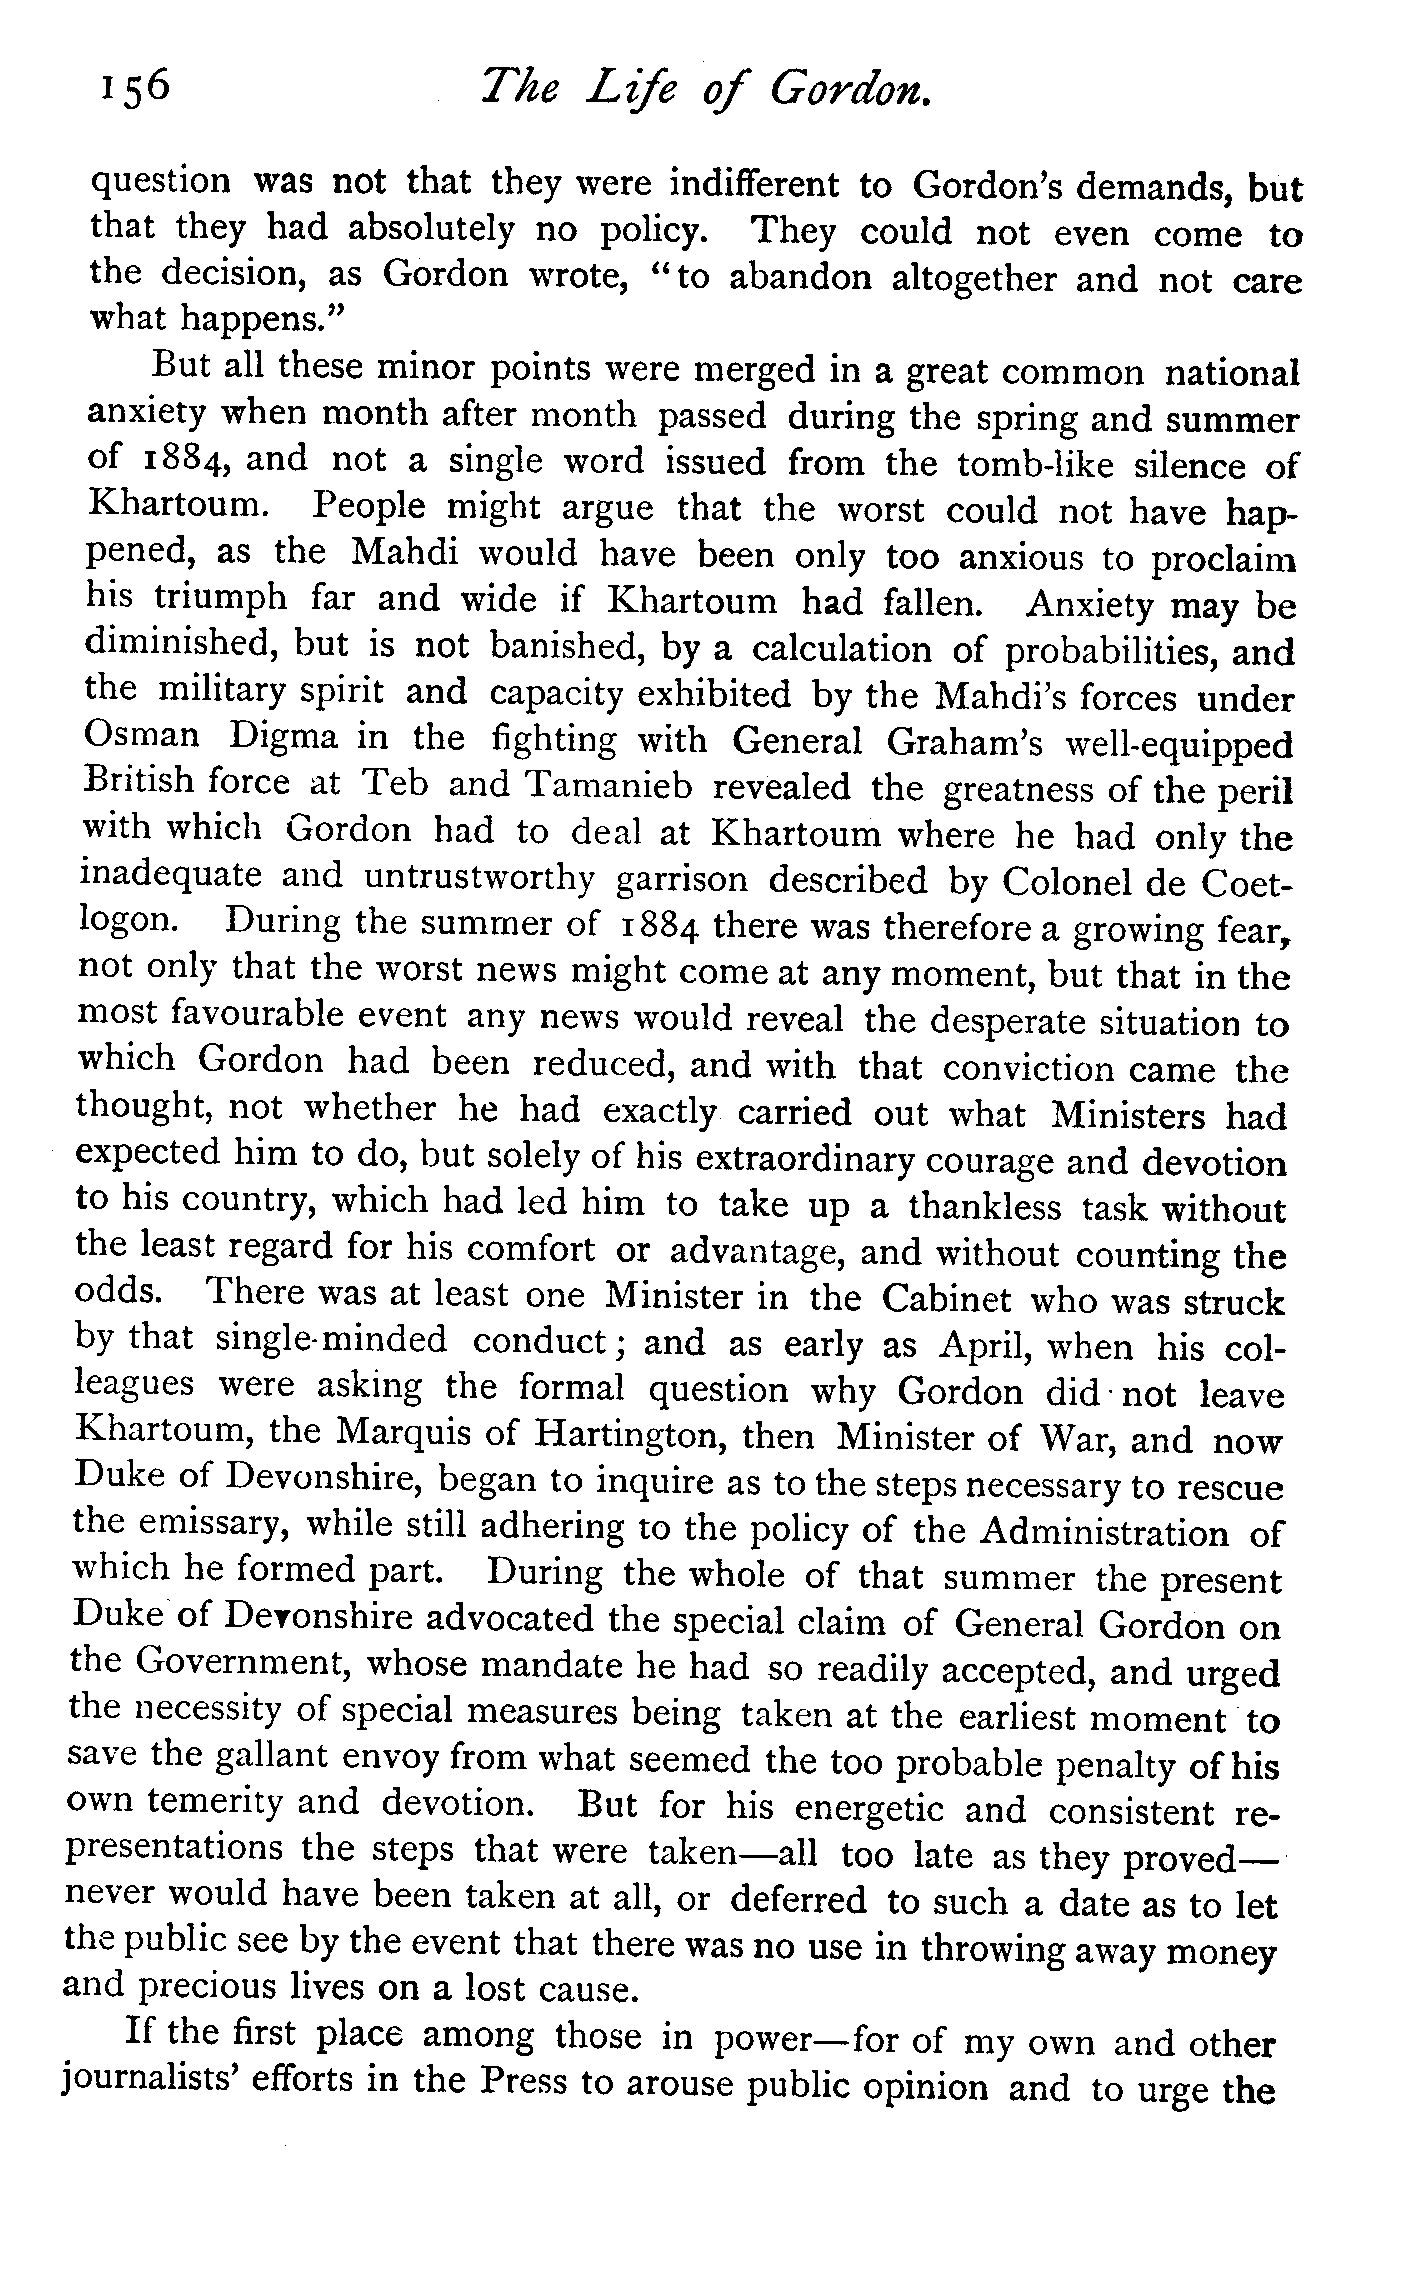 156 The Life of Gordon.
question was not that they were indifferent to Gordon's demands, but
that they had absolutely no policy. They could not even come to
the decision, as Gordon wrote, "to abandon altogether and not care
what happens."
But all these minor points were merged in a great common national
anxiety when month after month passed during the spring and summer
of 1884, and not a single word issued from the tomb-like silence of
Khartoum. People might argue that the worst could not have hap-
pened, as the Mahdi would have been only too anxious to proclaim
his triumph far and wide if Khartoum had fallen. Anxiety may be
diminished, but is not banished, by a calculation of probabilities, and
the military spirit and capacity exhibited by the Mahdi's forces under
Osman Digma in the fighting with General Graham's well-equipped
British force at Teb and Tamanieb revealed the greatness of the peril
with which Gordon had to deal at Khartoum where he had only the
inadequate and untrustworthy garrison described by Colonel de Coet-
logon. During the summer of 1884 there was therefore a growing fear,
not only that the worst news might come at any moment, but that in the
most favourable event any news would reveal the desperate situation to
which Gordon had been reduced, and with that conviction came the
thought, not whether he had exactly carried out what Ministers had
expected him to do, but solely of his extraordinary courage and devotion
to his country, which had led him to take up a thankless task without
the least regard for his comfort or advantage, and without counting the
odds. There was at least one Minister in the Cabinet who was struck
by that single-minded conduct; and as early as April, when his col-
leagues were asking the formal question why Gordon did not leave
Khartoum, the Marquis of Hartington, then Minister of War, and now
Duke of Devonshire, began to inquire as to the steps necessary to rescue
the emissary, while still adhering to the policy of the Administration of
which he formed part. During the whole of that summer the present
Duke of Devonshire advocated the special claim of General Gordon on
the Government, whose mandate he had so readily accepted, and urged
the necessity of special measures being taken at the earliest moment to
save the gallant envoy from what seemed the too probable penalty of his
own temerity and devotion. But for his energetic and consistent re-
presentations the steps that were taken—all too late as they proved—
never would have been taken at all, or deferred to such a date as to let
the public see by the event that there was no use in throwing away money
and precious lives on a lost cause.
If the first place among those in power—for of my own and other
journalists' efforts in the Press to arouse public opinion and to urge the